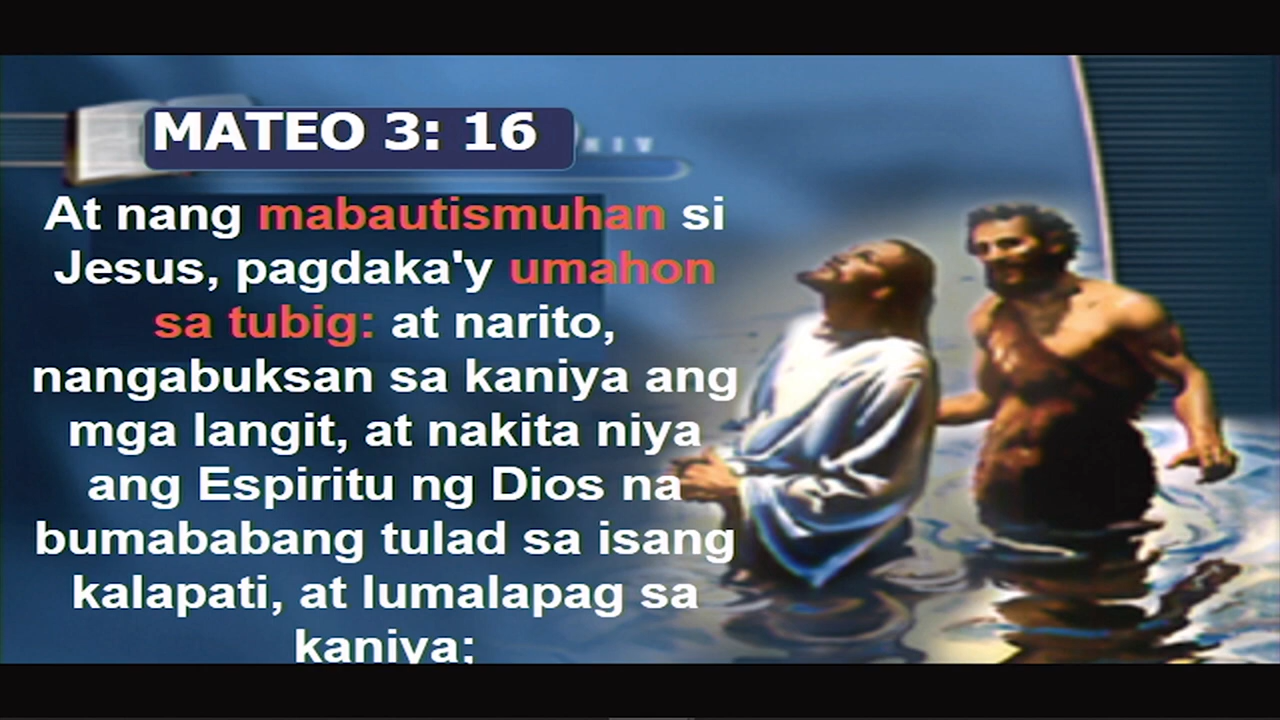 MATEO 3: 16
At nang mabautismuhan si
Jesus, pagdaka'y umahon
sa tubig: at narito,
nangabuksan sa kaniya ang
mga langit, at nakita niya
ang Espiritu ng Dios na
bumababang tulad sa isang
kalapati, at lumalapag sa
kaniya;